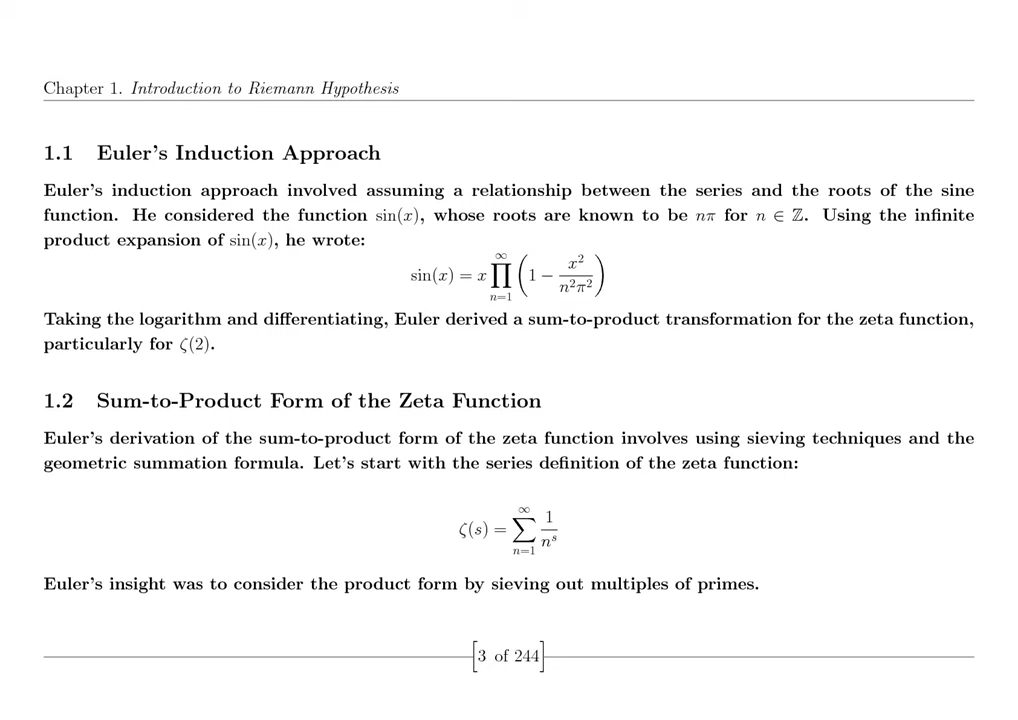 Chapter 1. Introduction to Riemann Hypothesis
1.1 Euler's Induction Approach
Euler's induction approach involved assuming a relationship between the series and the roots of the sine
function. He considered the function sin(x), whose roots are known to be nπ for n ∈ ℤ. Using the infinite
product expansion of sin(x), he wrote:
sin(x) = x ∏_{n=1}^{∞} (1 − x²/(n²π²))
Taking the logarithm and differentiating, Euler derived a sum-to-product transformation for the zeta function,
particularly for ζ(2).
1.2 Sum-to-Product Form of the Zeta Function
Euler's derivation of the sum-to-product form of the zeta function involves using sieving techniques and the
geometric summation formula. Let's start with the series definition of the zeta function:
ζ(s) = ∑_{n=1}^{∞} 1/n^s
Euler's insight was to consider the product form by sieving out multiples of primes.
[3 of 244]